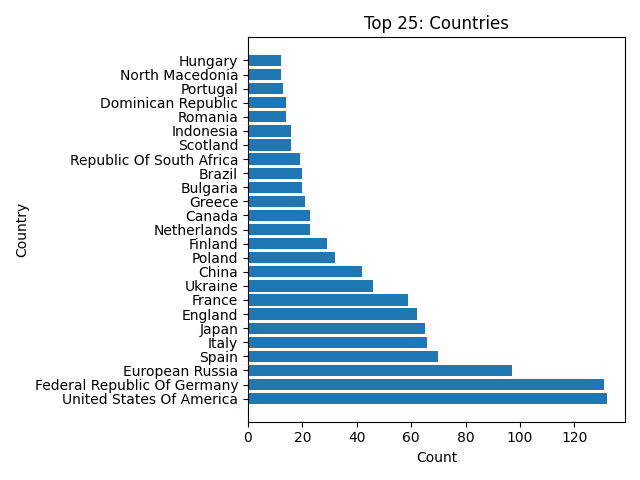 Top 25: Countries
Country
Hungary
North Macedonia
Portugal
Dominican Republic
Romania
Indonesia
Scotland
Republic Of South Africa
Brazil
Bulgaria
Greece
Canada
Netherlands
Finland
Poland
China
Ukraine
France
England
Japan
Italy
Spain
European Russia
Federal Republic Of Germany
United States Of America
0 20 40 60 80 100 120
Count